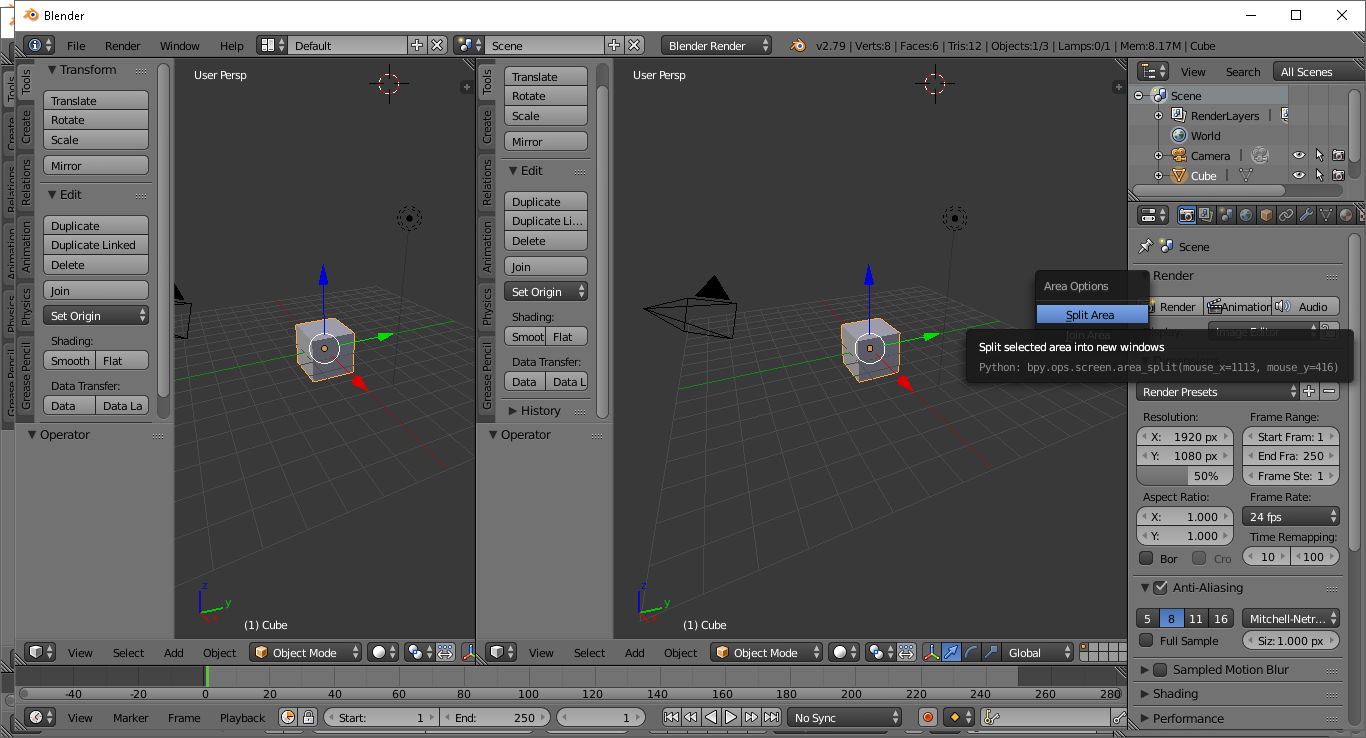 Blender
File Render Window Help Default Scene Blender Render v2.79 | Verts:8 | Faces:6 | Tris:12 | Objects:1/3 | Lamps:0/1 | Mem:8.17M | Cube
Tools
Create
Relations
Animation
Physics
Grease Pencil
Tools
Create
Relations
Animation
Physics
Grease Pencil
Transform
Translate
Rotate
Scale
Mirror
Edit
Duplicate
Duplicate Linked
Delete
Join
Set Origin
Shading:
Smooth Flat
Data Transfer:
Data Data La
Operator
User Persp
z
y
x
(1) Cube
View Select Add Object Object Mode
Tools
Create
Relations
Animation
Physics
Grease Pencil
Translate
Rotate
Scale
Mirror
Edit
Duplicate
Duplicate Li...
Delete
Join
Set Origin
Shading:
Smoot Flat
Data Transfer:
Data Data L
History
Operator
User Persp
z
y
x
(1) Cube
View Select Add Object Object Mode Global
View Search All Scenes
Scene
RenderLayers |
World
Camera |
Cube |
Scene
Render
Render Animation Audio
Area Options
Split Area
Join Area
Image Editor
Split selected area into new windows
Python: bpy.ops.screen.area_split(mouse_x=1113, mouse_y=416)
Render Presets
Resolution: Frame Range:
X: 1920 px Start Fram: 1
Y: 1080 px End Fra: 250
50% Frame Ste: 1
Aspect Ratio: Frame Rate:
X: 1.000 24 fps
Y: 1.000 Time Remapping:
Bor Cro 10 100
Anti-Aliasing
5 8 11 16 Mitchell-Netr...
Full Sample Siz: 1.000 px
Sampled Motion Blur
Shading
Performance
-40 -20 0 20 40 60 80 100 120 140 160 180 200 220 240 260 280
View Marker Frame Playback Start: 1 End: 250 1 No Sync